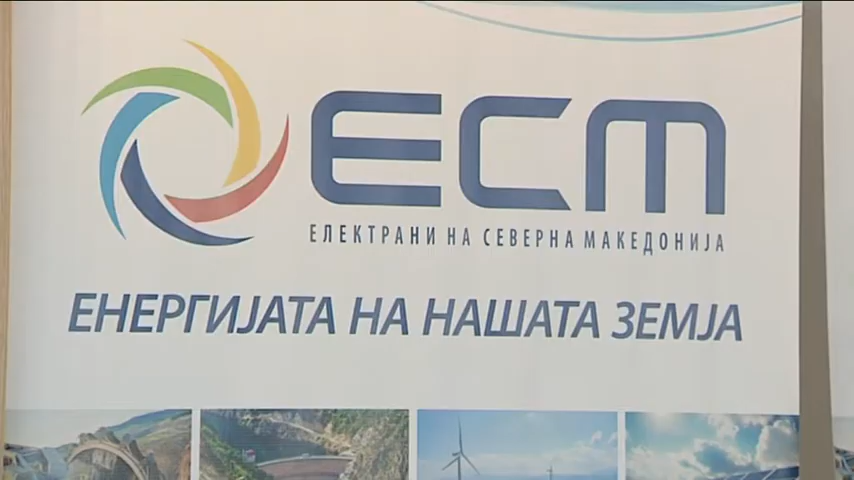 ЕСМ
ЕЛЕКТРАНИ НА СЕВЕРНА МАКЕДОНИЈА
ЕНЕРГИЈАТА НА НАШАТА ЗЕМЈА